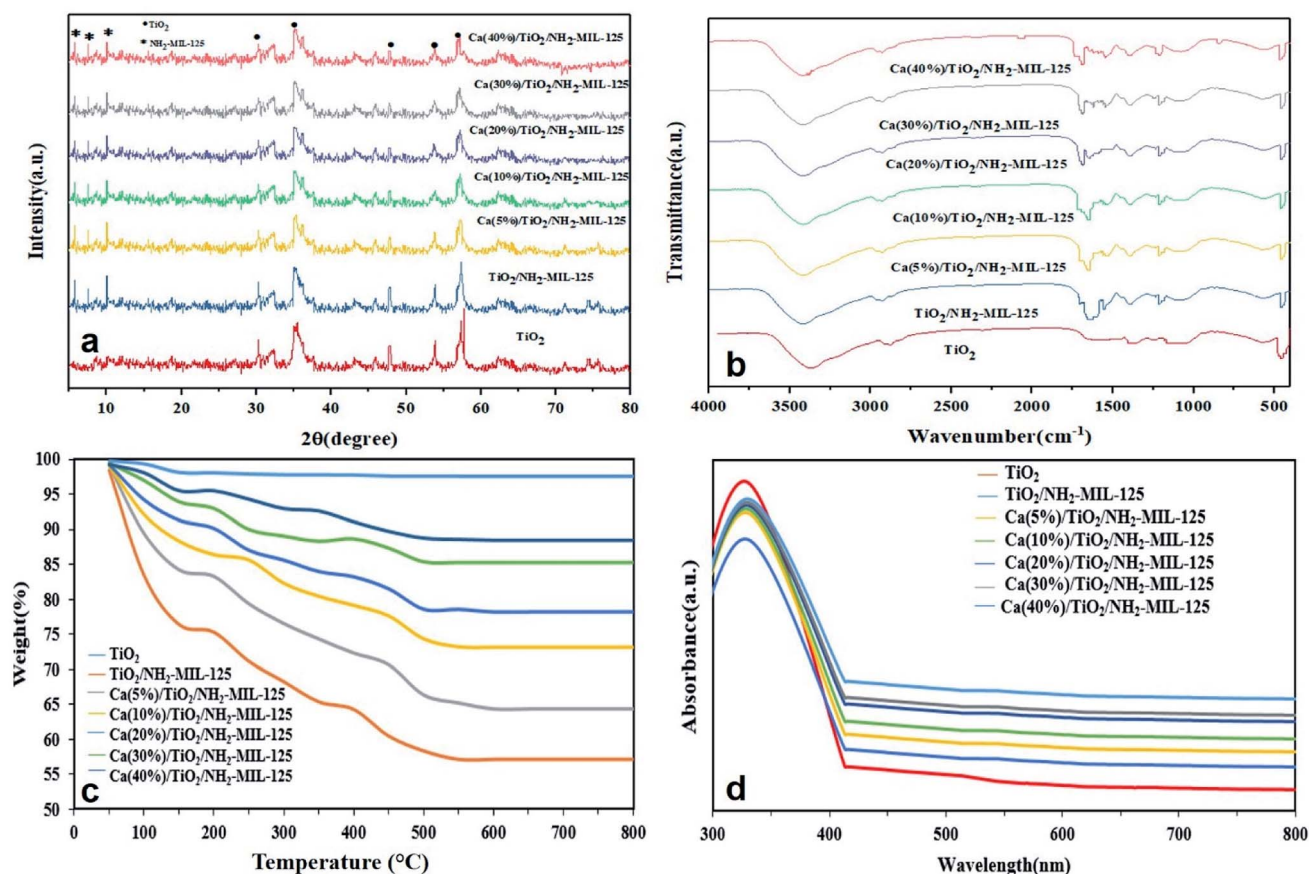 •TiO₂
* NH₂-MIL-125
Ca(40%)/TiO₂/NH₂-MIL-125
Ca(30%)/TiO₂/NH₂-MIL-125
Ca(20%)/TiO₂/NH₂-MIL-125
Ca(10%)/TiO₂/NH₂-MIL-125
Ca(5%)/TiO₂/NH₂-MIL-125
TiO₂/NH₂-MIL-125
TiO₂
a
Intensity(a.u.)
10 20 30 40 50 60 70 80
2θ(degree)
Ca(40%)/TiO₂/NH₂-MIL-125
Ca(30%)/TiO₂/NH₂-MIL-125
Ca(20%)/TiO₂/NH₂-MIL-125
Ca(10%)/TiO₂/NH₂-MIL-125
Ca(5%)/TiO₂/NH₂-MIL-125
TiO₂/NH₂-MIL-125
TiO₂
b
Transmittance(a.u.)
4000 3500 3000 2500 2000 1500 1000 500
Wavenumber(cm⁻¹)
100
95
90
85
80
75
70
65
60
55
50
Weight(%)
TiO₂
TiO₂/NH₂-MIL-125
Ca(5%)/TiO₂/NH₂-MIL-125
Ca(10%)/TiO₂/NH₂-MIL-125
Ca(20%)/TiO₂/NH₂-MIL-125
Ca(30%)/TiO₂/NH₂-MIL-125
Ca(40%)/TiO₂/NH₂-MIL-125
c
0 100 200 300 400 500 600 700 800
Temperature (°C)
TiO₂
TiO₂/NH₂-MIL-125
Ca(5%)/TiO₂/NH₂-MIL-125
Ca(10%)/TiO₂/NH₂-MIL-125
Ca(20%)/TiO₂/NH₂-MIL-125
Ca(30%)/TiO₂/NH₂-MIL-125
Ca(40%)/TiO₂/NH₂-MIL-125
Absorbance(a.u.)
d
300 400 500 600 700 800
Wavelength(nm)